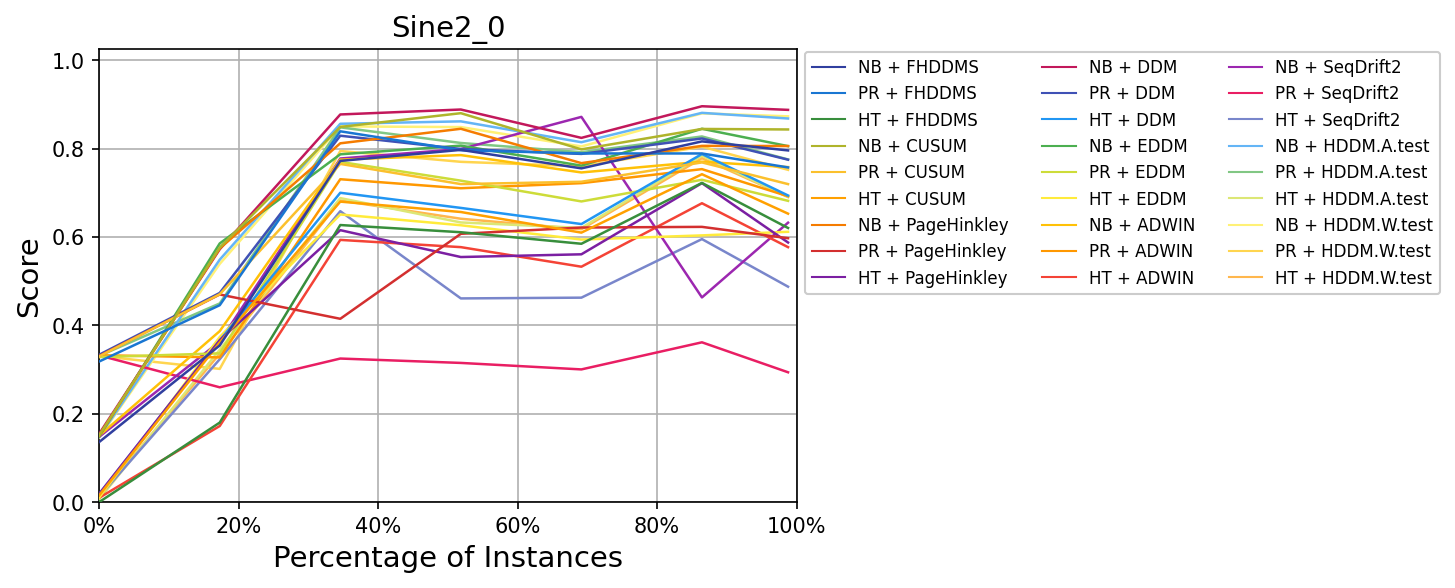 Sine2_0
Score
1.0
0.8
0.6
0.4
0.2
0.0
0% 20% 40% 60% 80% 100%
Percentage of Instances
NB + FHDDMS
PR + FHDDMS
HT + FHDDMS
NB + CUSUM
PR + CUSUM
HT + CUSUM
NB + PageHinkley
PR + PageHinkley
HT + PageHinkley
NB + DDM
PR + DDM
HT + DDM
NB + EDDM
PR + EDDM
HT + EDDM
NB + ADWIN
PR + ADWIN
HT + ADWIN
NB + SeqDrift2
PR + SeqDrift2
HT + SeqDrift2
NB + HDDM.A.test
PR + HDDM.A.test
HT + HDDM.A.test
NB + HDDM.W.test
PR + HDDM.W.test
HT + HDDM.W.test